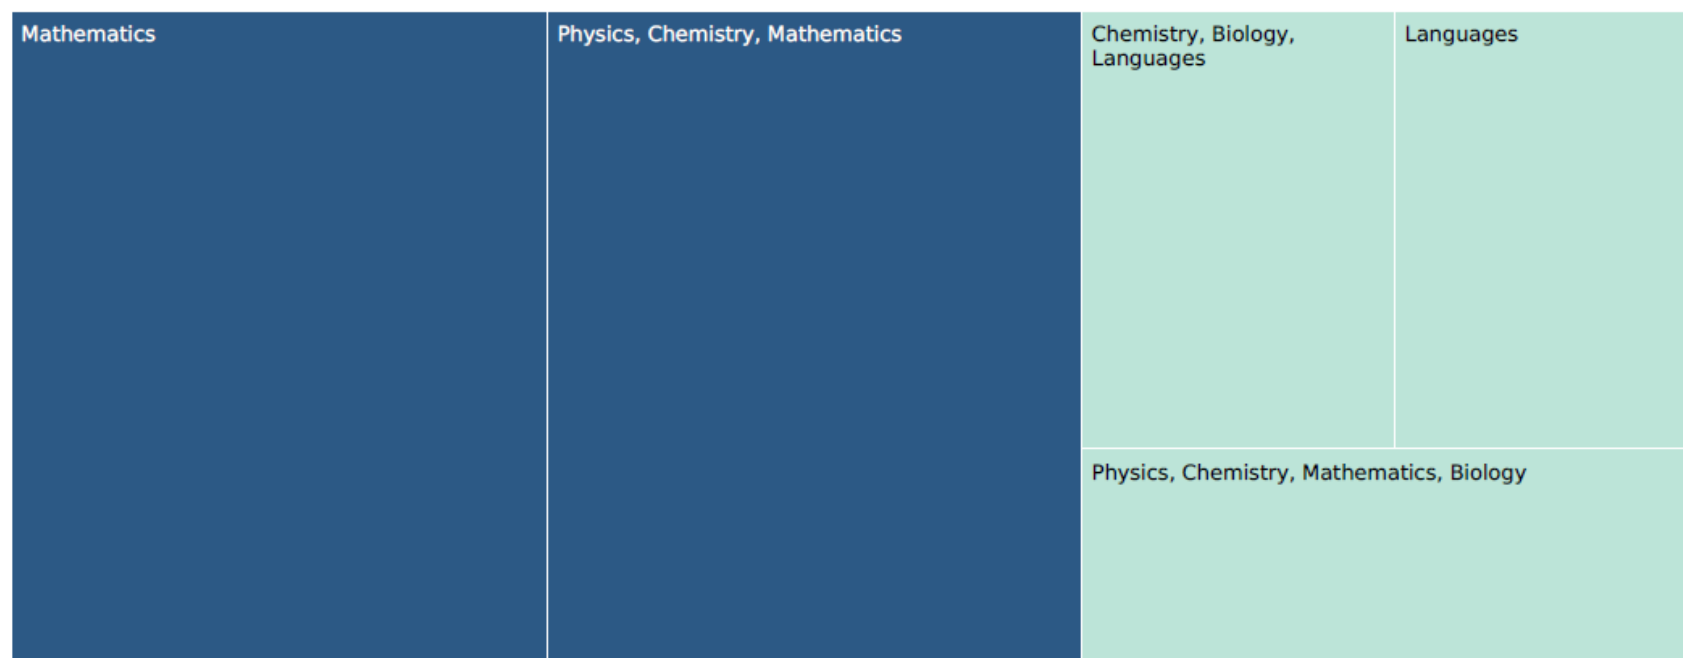 Mathematics
Physics, Chemistry, Mathematics
Chemistry, Biology,
Languages
Languages
Physics, Chemistry, Mathematics, Biology